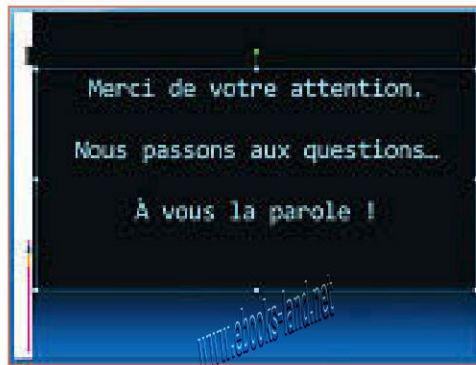 Merci de votre attention.
Nous passons aux questions…
À vous la parole !
www.ebooks-land.net